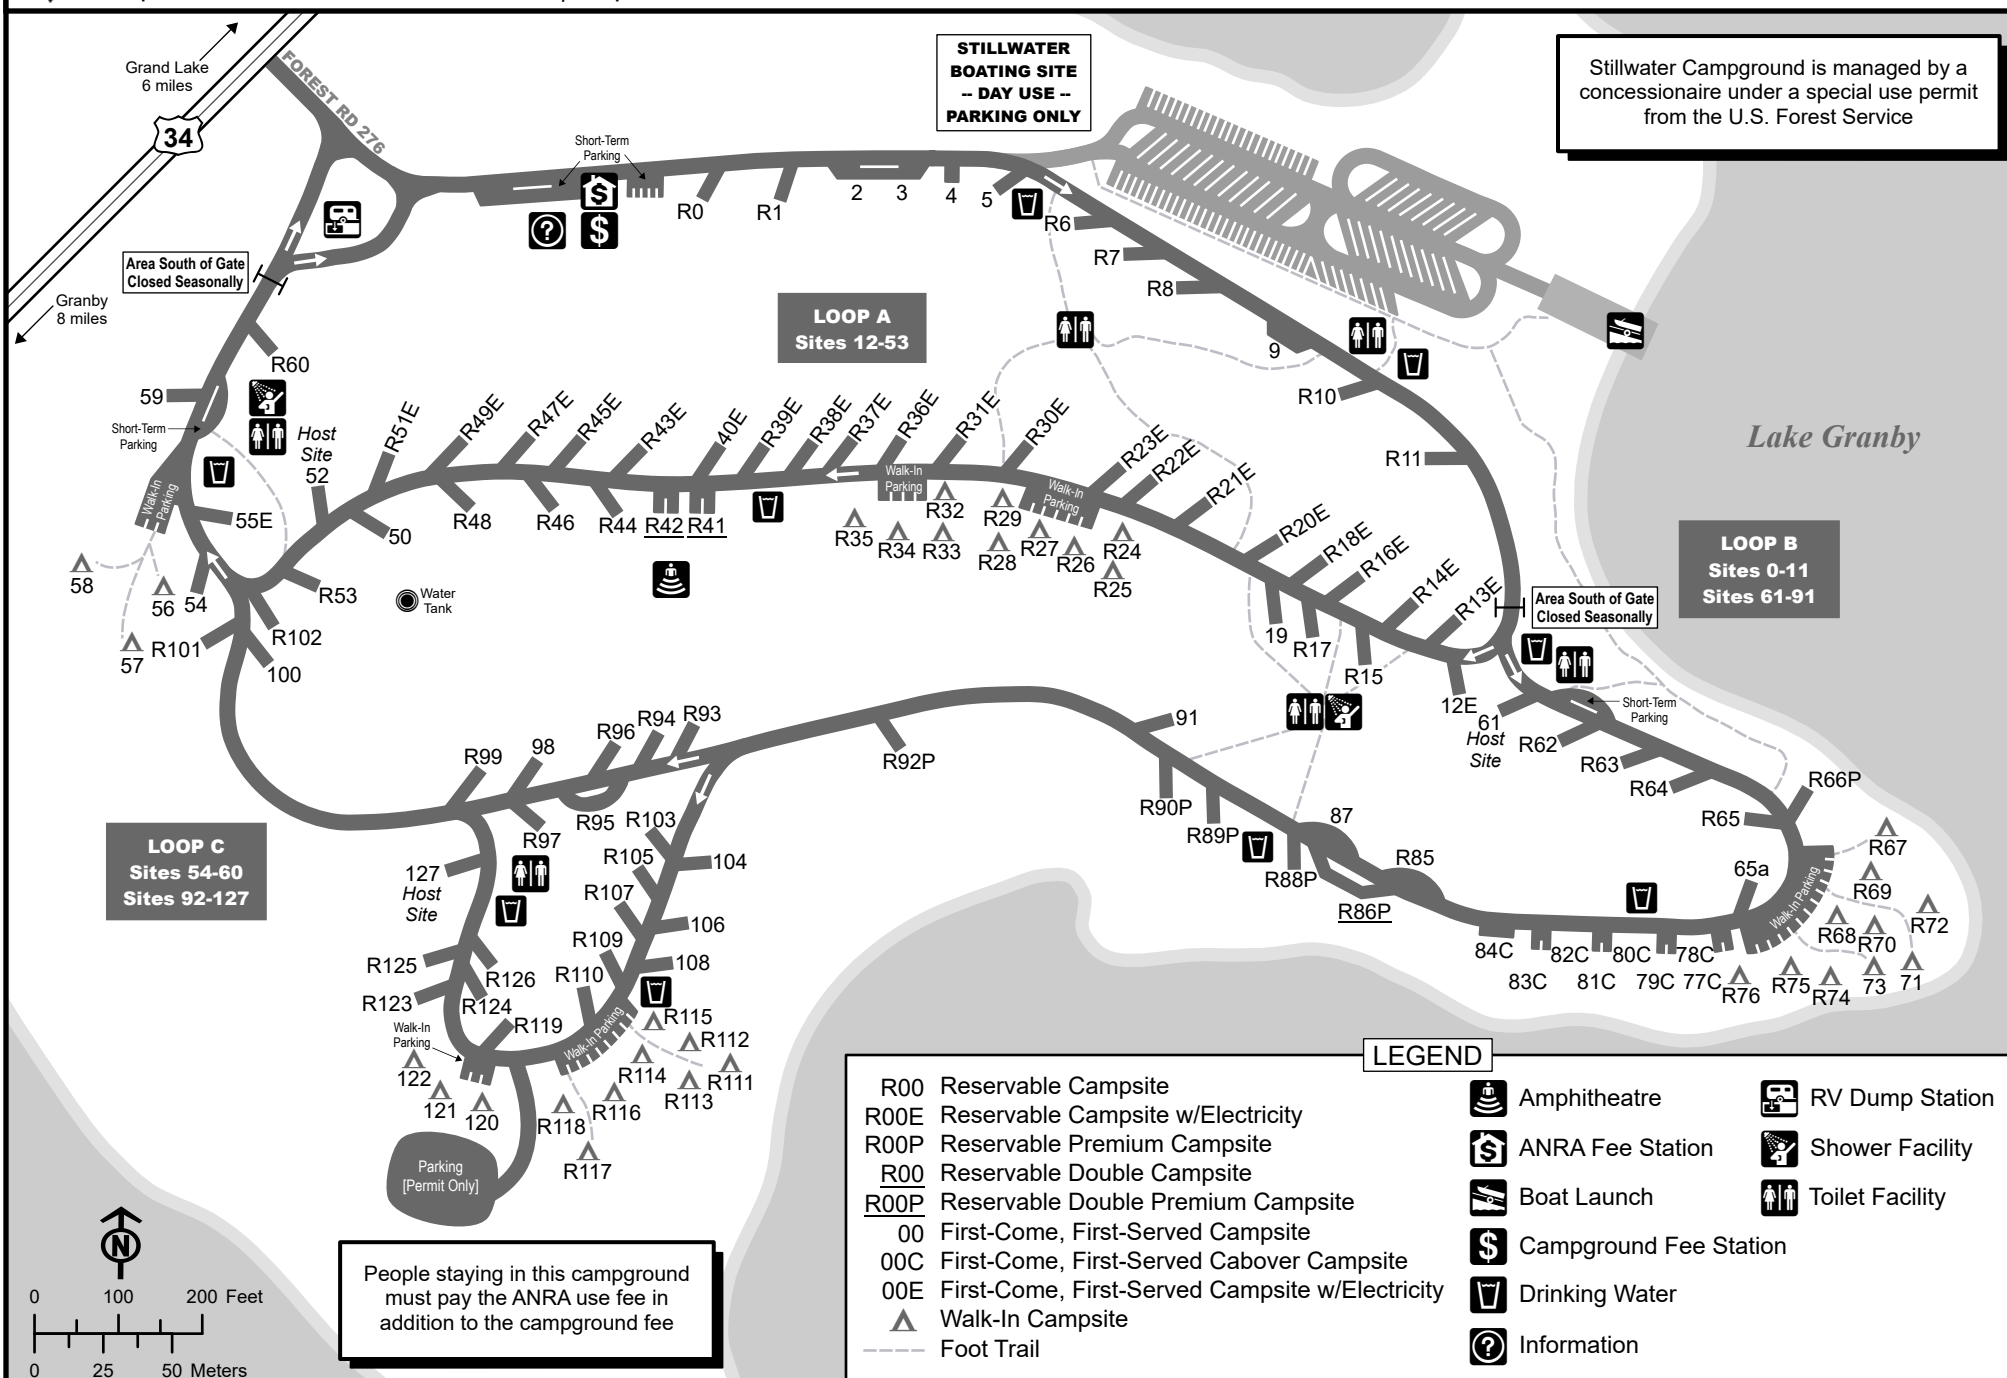 Grand Lake
6 miles
34
FOREST RD 276
Granby
8 miles
Area South of Gate
Closed Seasonally
Short-Term
Parking
STILLWATER
BOATING SITE
-- DAY USE --
PARKING ONLY
Stillwater Campground is managed by a
concessionaire under a special use permit
from the U.S. Forest Service
R0
R1
2
3
4
5
R6
R7
R8
9
R10
R11
LOOP A
Sites 12-53
Lake Granby
LOOP B
Sites 0-11
Sites 61-91
R60
59
Short-Term
Parking
Walk-In
Parking
Host
Site
52
R51E
R49E
R47E
R45E
R43E
40E
R39E
R38E
R37E
R36E
R31E
R30E
R23E
R22E
R21E
R20E
R18E
R16E
R14E
R13E
55E
50
R48
R46
R44
R42
R41
Walk-In
Parking
R32
R35
R34
R33
R29
R28
Walk-In
Parking
R27
R26
R24
R25
58
56
54
57
R53
Water
Tank
R101
R102
100
19
R17
R15
12E
Area South of Gate
Closed Seasonally
61
Host
Site
Short-Term
Parking
R62
R63
R64
R65
R66P
R67
R69
R68
R70
R72
71
73
R74
R75
R76
65a
Walk-In Parking
77C
78C
79C
80C
81C
82C
83C
84C
R85
R86P
87
R88P
R89P
R90P
91
R92P
R93
R94
R96
98
R99
R95
R97
LOOP C
Sites 54-60
Sites 92-127
127
Host
Site
R103
104
R105
R107
106
R109
108
R110
R125
R126
R123
R124
R119
Walk-In
Parking
Walk-In Parking
122
121
120
R115
R112
R111
R114
R113
R116
R118
R117
Parking
[Permit Only]
N
0 100 200 Feet
0 25 50 Meters
People staying in this campground
must pay the ANRA use fee in
addition to the campground fee
LEGEND
R00 Reservable Campsite
R00E Reservable Campsite w/Electricity
R00P Reservable Premium Campsite
R00 Reservable Double Campsite
R00P Reservable Double Premium Campsite
00 First-Come, First-Served Campsite
00C First-Come, First-Served Cabover Campsite
00E First-Come, First-Served Campsite w/Electricity
Walk-In Campsite
Foot Trail
Amphitheatre
ANRA Fee Station
Boat Launch
$ Campground Fee Station
Drinking Water
? Information
RV Dump Station
Shower Facility
Toilet Facility